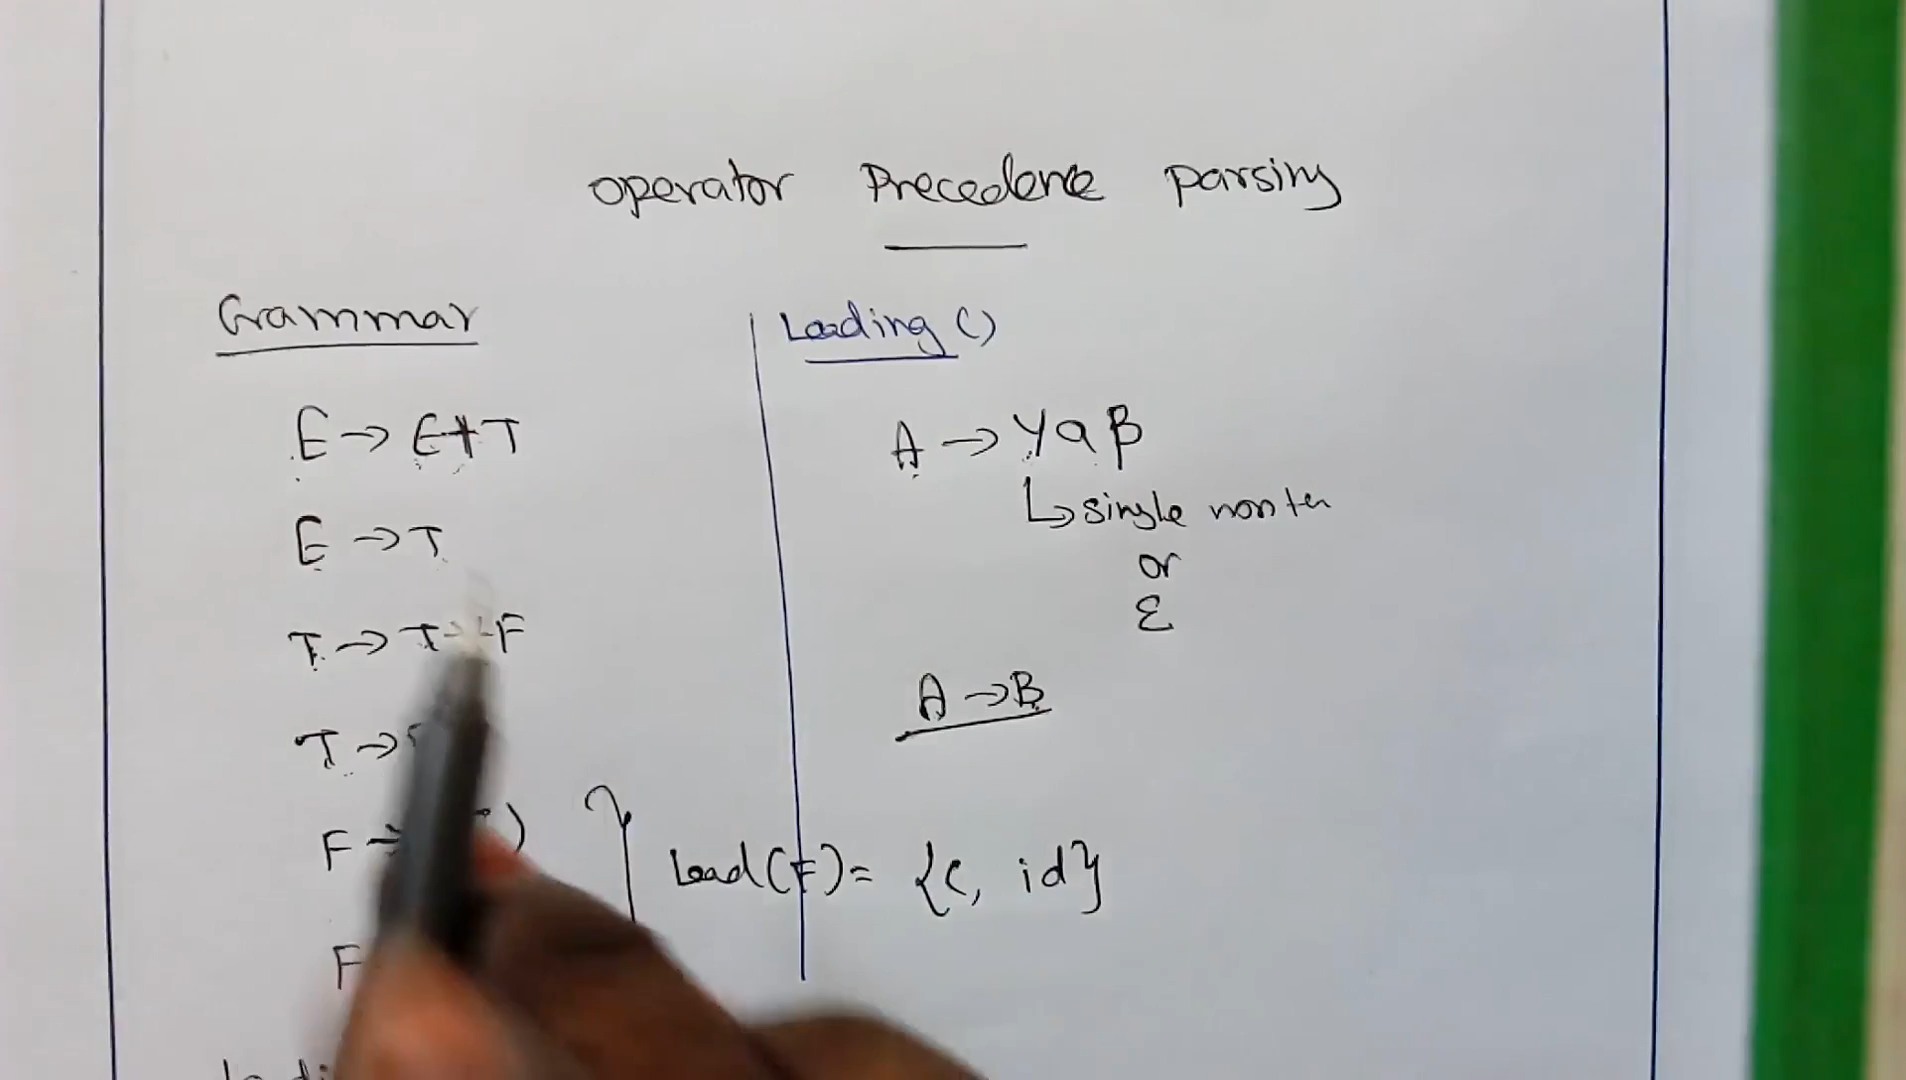 operator Precedence parsing
Grammar
E → E+T
E → T
T → T F
T →
F → )
F
Leading ()
A → γaβ
↳ single non ter
or
ε
A → B
Lead(F) = {(, id}